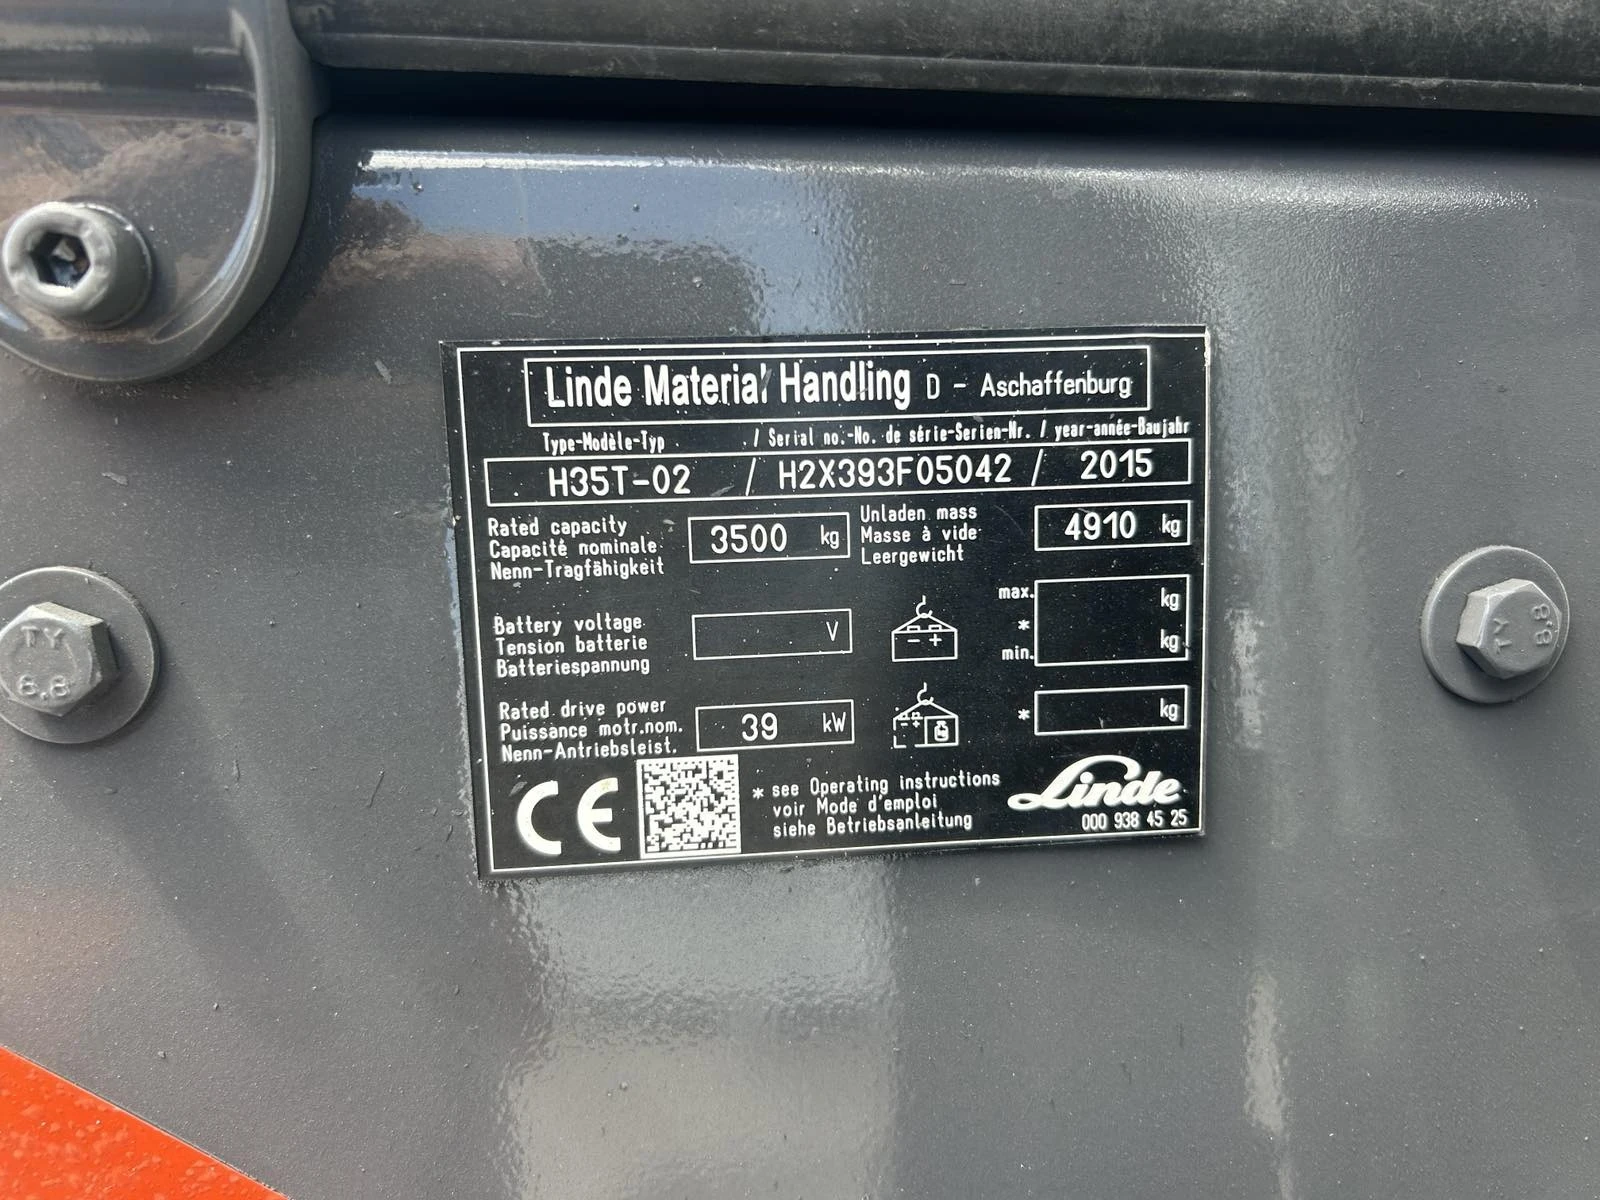 Linde Material Handling D - Aschaffenburg
Type-Modèle-Typ / Serial no.-No. de série-Serien-Nr. / year-année-Baujahr
H35T-02 / H2X393F05042 / 2015
Rated capacity
Capacité nominale
Nenn-Tragfähigkeit
3500 kg
Unladen mass
Masse à vide
Leergewicht
4910 kg
Battery voltage
Tension batterie
Batteriespannung
V
- +
max. kg
*
min. kg
Rated drive power
Puissance motr.nom.
Nenn-Antriebsleist.
39 kW
- +
* kg
CE
* see Operating instructions
voir Mode d'emploi
siehe Betriebsanleitung
Linde
000 938 45 25
TY
8.8
TY
8.8